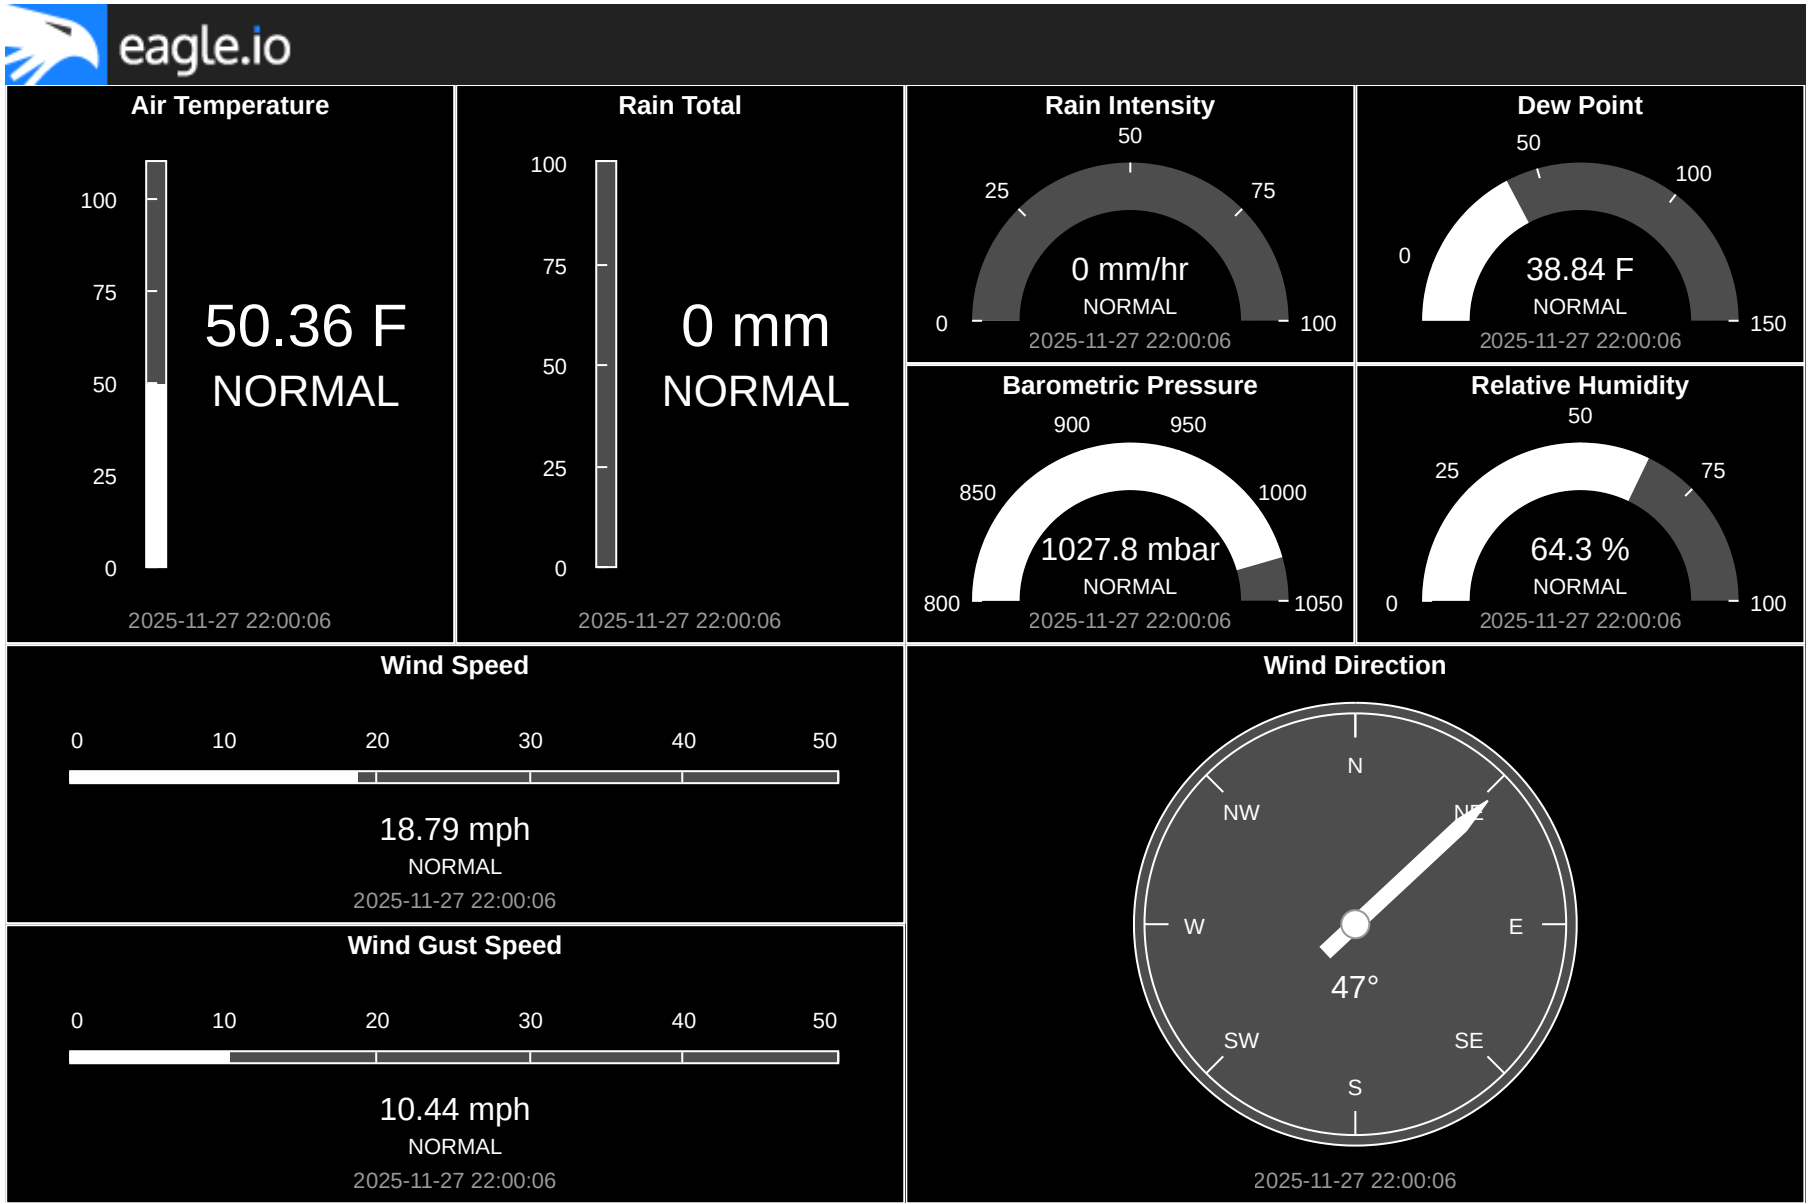 eagle.io
Air Temperature
100
75
50
25
0
50.36 F
NORMAL
2025-11-27 22:00:06
Rain Total
100
75
50
25
0
0 mm
NORMAL
2025-11-27 22:00:06
Rain Intensity
50
25
75
0
100
0 mm/hr
NORMAL
2025-11-27 22:00:06
Dew Point
50
100
0
150
38.84 F
NORMAL
2025-11-27 22:00:06
Barometric Pressure
900
950
850
1000
800
1050
1027.8 mbar
NORMAL
2025-11-27 22:00:06
Relative Humidity
50
25
75
0
100
64.3 %
NORMAL
2025-11-27 22:00:06
Wind Speed
0 10 20 30 40 50
18.79 mph
NORMAL
2025-11-27 22:00:06
Wind Gust Speed
0 10 20 30 40 50
10.44 mph
NORMAL
2025-11-27 22:00:06
Wind Direction
N
NW NE
W E
47°
SW SE
S
2025-11-27 22:00:06